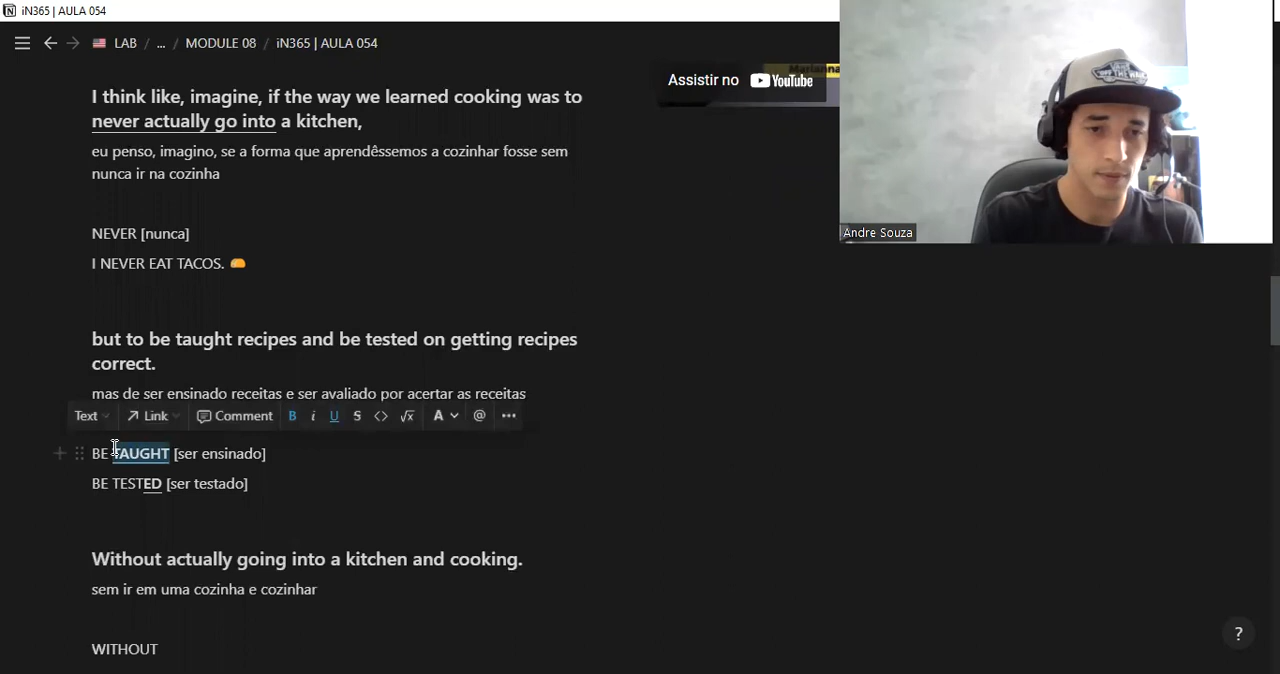 iN365 | AULA 054
LAB / ... / MODULE 08 / iN365 | AULA 054
Assistir no YouTube
Marianna
VANS
"OFF THE WALL"
Andre Souza
I think like, imagine, if the way we learned cooking was to
never actually go into a kitchen,
eu penso, imagino, se a forma que aprendêssemos a cozinhar fosse sem
nunca ir na cozinha
NEVER [nunca]
I NEVER EAT TACOS. 🌮
but to be taught recipes and be tested on getting recipes
correct.
mas de ser ensinado receitas e ser avaliado por acertar as receitas
Text Link Comment B i U S <> √x A @ •••
BE TAUGHT [ser ensinado]
BE TESTED [ser testado]
Without actually going into a kitchen and cooking.
sem ir em uma cozinha e cozinhar
WITHOUT
?